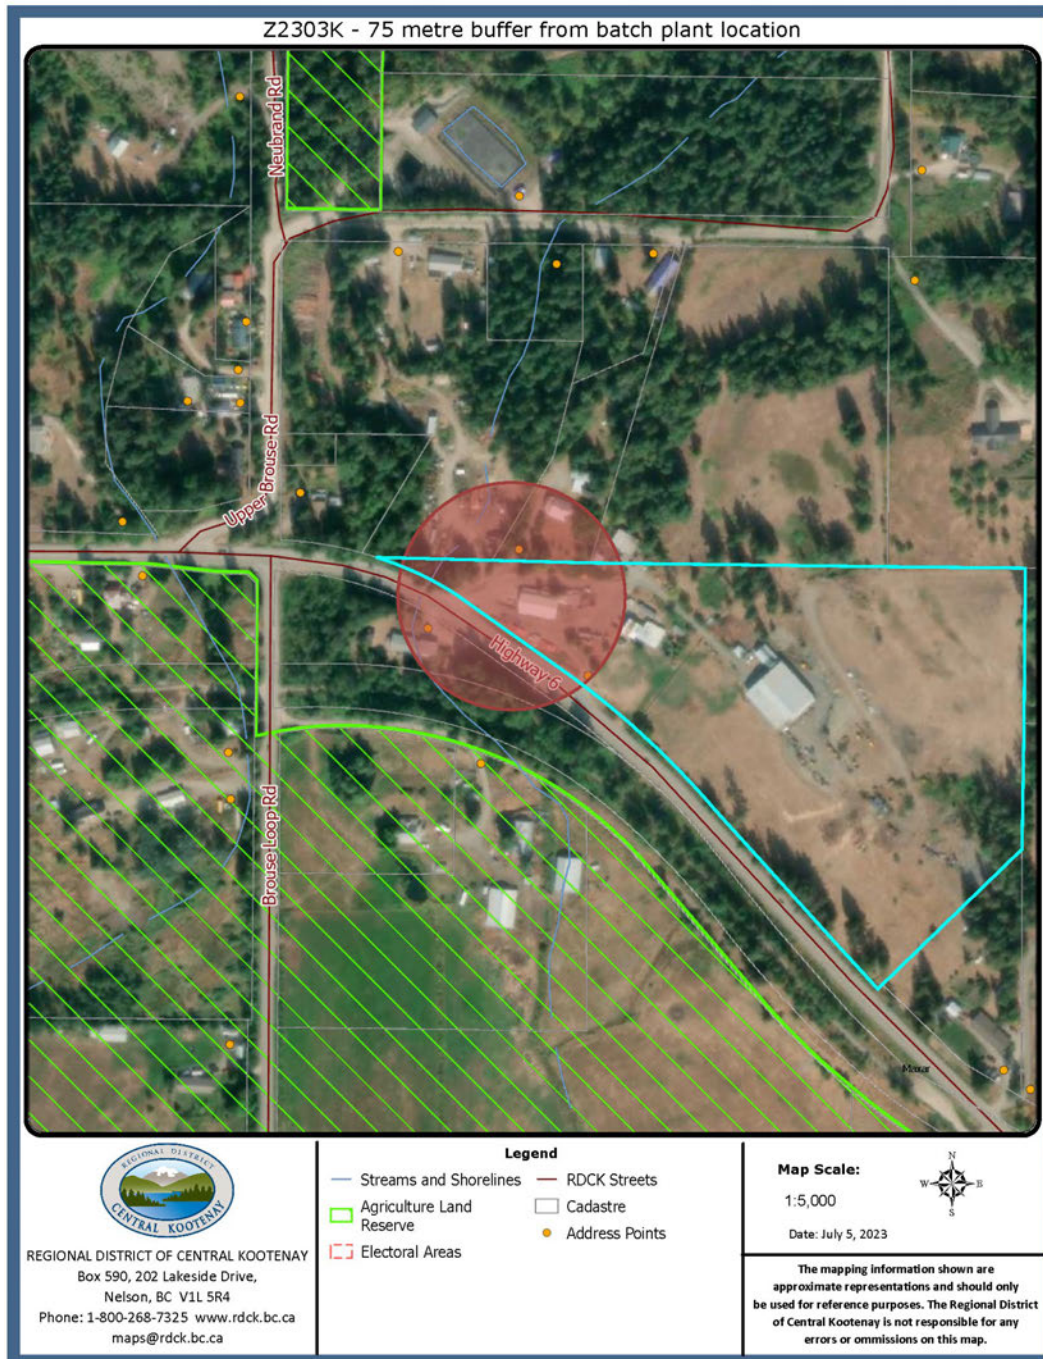 Z2303K - 75 metre buffer from batch plant location
Neubrand Rd
Upper Brouse Rd
Highway 6
Brouse Loop Rd
Maxar
REGIONAL DISTRICT
CENTRAL KOOTENAY
REGIONAL DISTRICT OF CENTRAL KOOTENAY
Box 590, 202 Lakeside Drive,
Nelson, BC V1L 5R4
Phone: 1-800-268-7325 www.rdck.bc.ca
maps@rdck.bc.ca
Legend
Streams and Shorelines
Agriculture Land
Reserve
Electoral Areas
RDCK Streets
Cadastre
Address Points
Map Scale:
1:5,000
Date: July 5, 2023
N
W E
S
The mapping information shown are
approximate representations and should only
be used for reference purposes. The Regional District
of Central Kootenay is not responsible for any
errors or ommissions on this map.